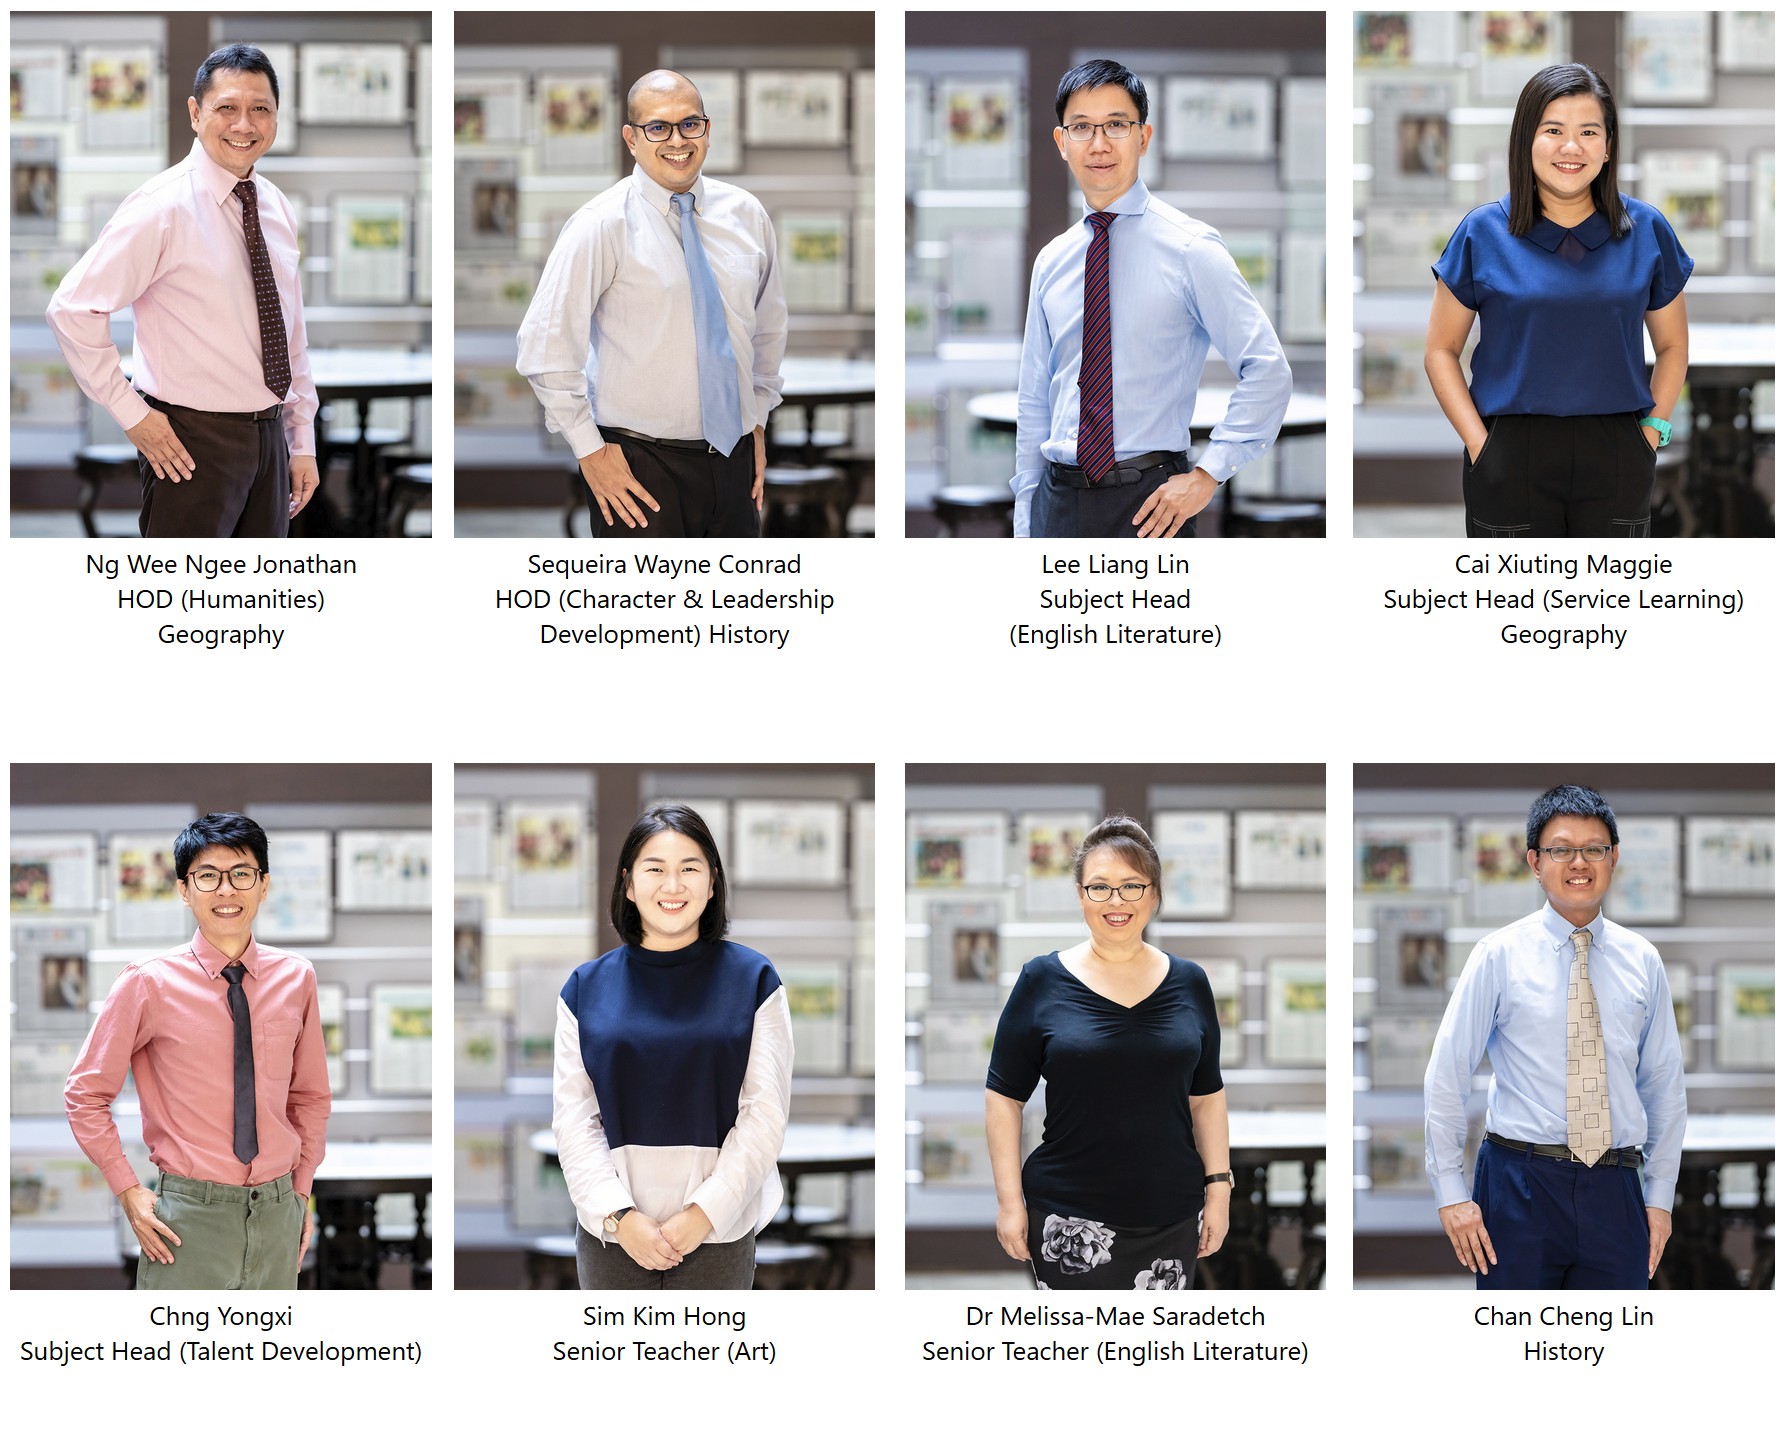 Ng Wee Ngee Jonathan
HOD (Humanities)
Geography
Sequeira Wayne Conrad
HOD (Character & Leadership
Development) History
Lee Liang Lin
Subject Head
(English Literature)
Cai Xiuting Maggie
Subject Head (Service Learning)
Geography
Chng Yongxi
Subject Head (Talent Development)
Sim Kim Hong
Senior Teacher (Art)
Dr Melissa-Mae Saradetch
Senior Teacher (English Literature)
Chan Cheng Lin
History